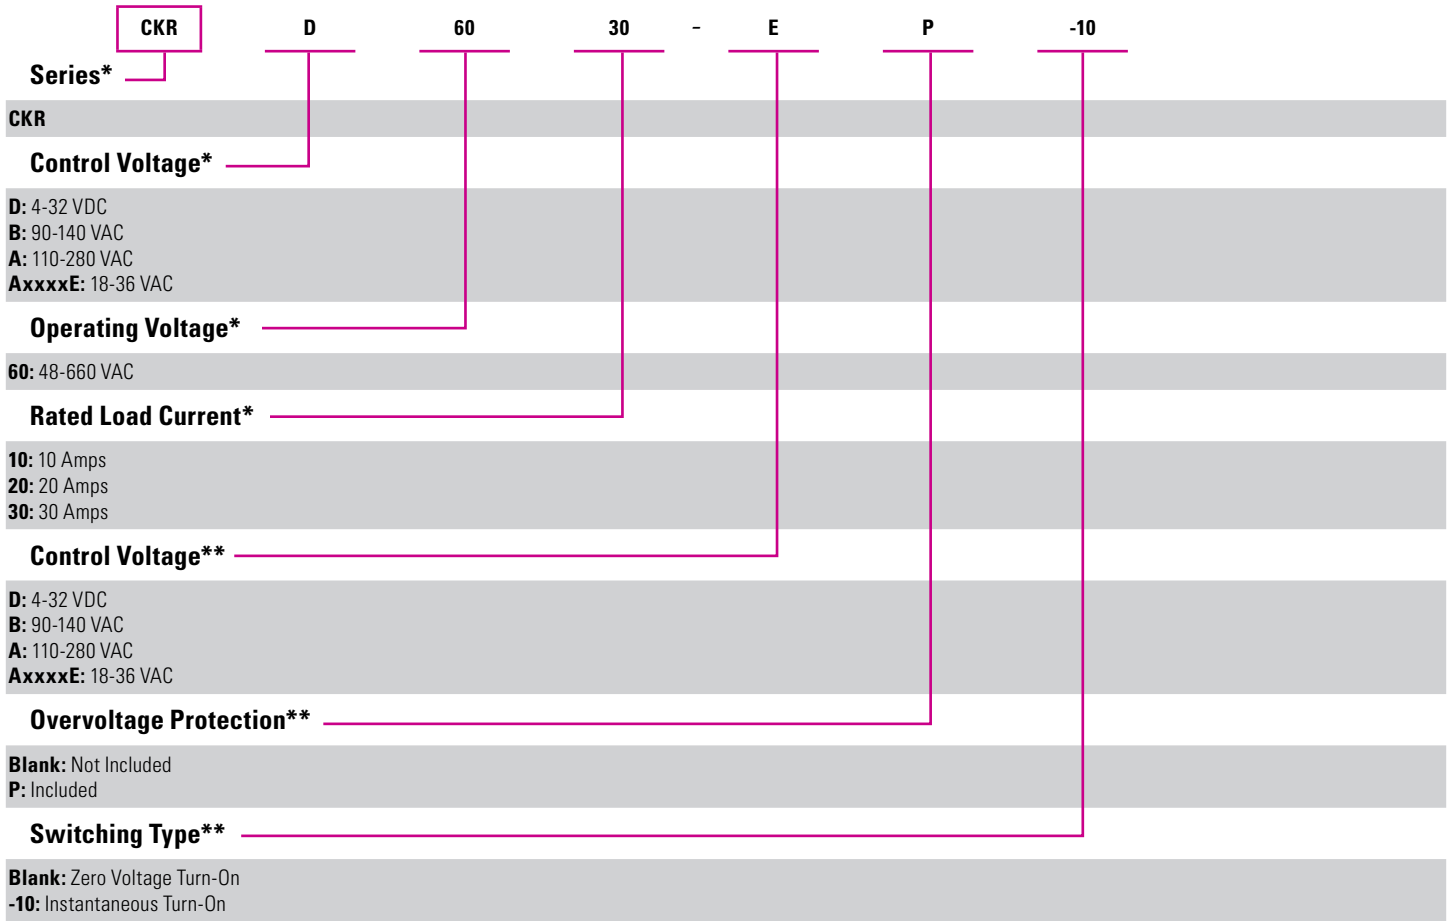 CKR D 60 30 – E P -10
Series*
CKR
Control Voltage*
D: 4-32 VDC
B: 90-140 VAC
A: 110-280 VAC
AxxxxE: 18-36 VAC
Operating Voltage*
60: 48-660 VAC
Rated Load Current*
10: 10 Amps
20: 20 Amps
30: 30 Amps
Control Voltage**
D: 4-32 VDC
B: 90-140 VAC
A: 110-280 VAC
AxxxxE: 18-36 VAC
Overvoltage Protection**
Blank: Not Included
P: Included
Switching Type**
Blank: Zero Voltage Turn-On
-10: Instantaneous Turn-On